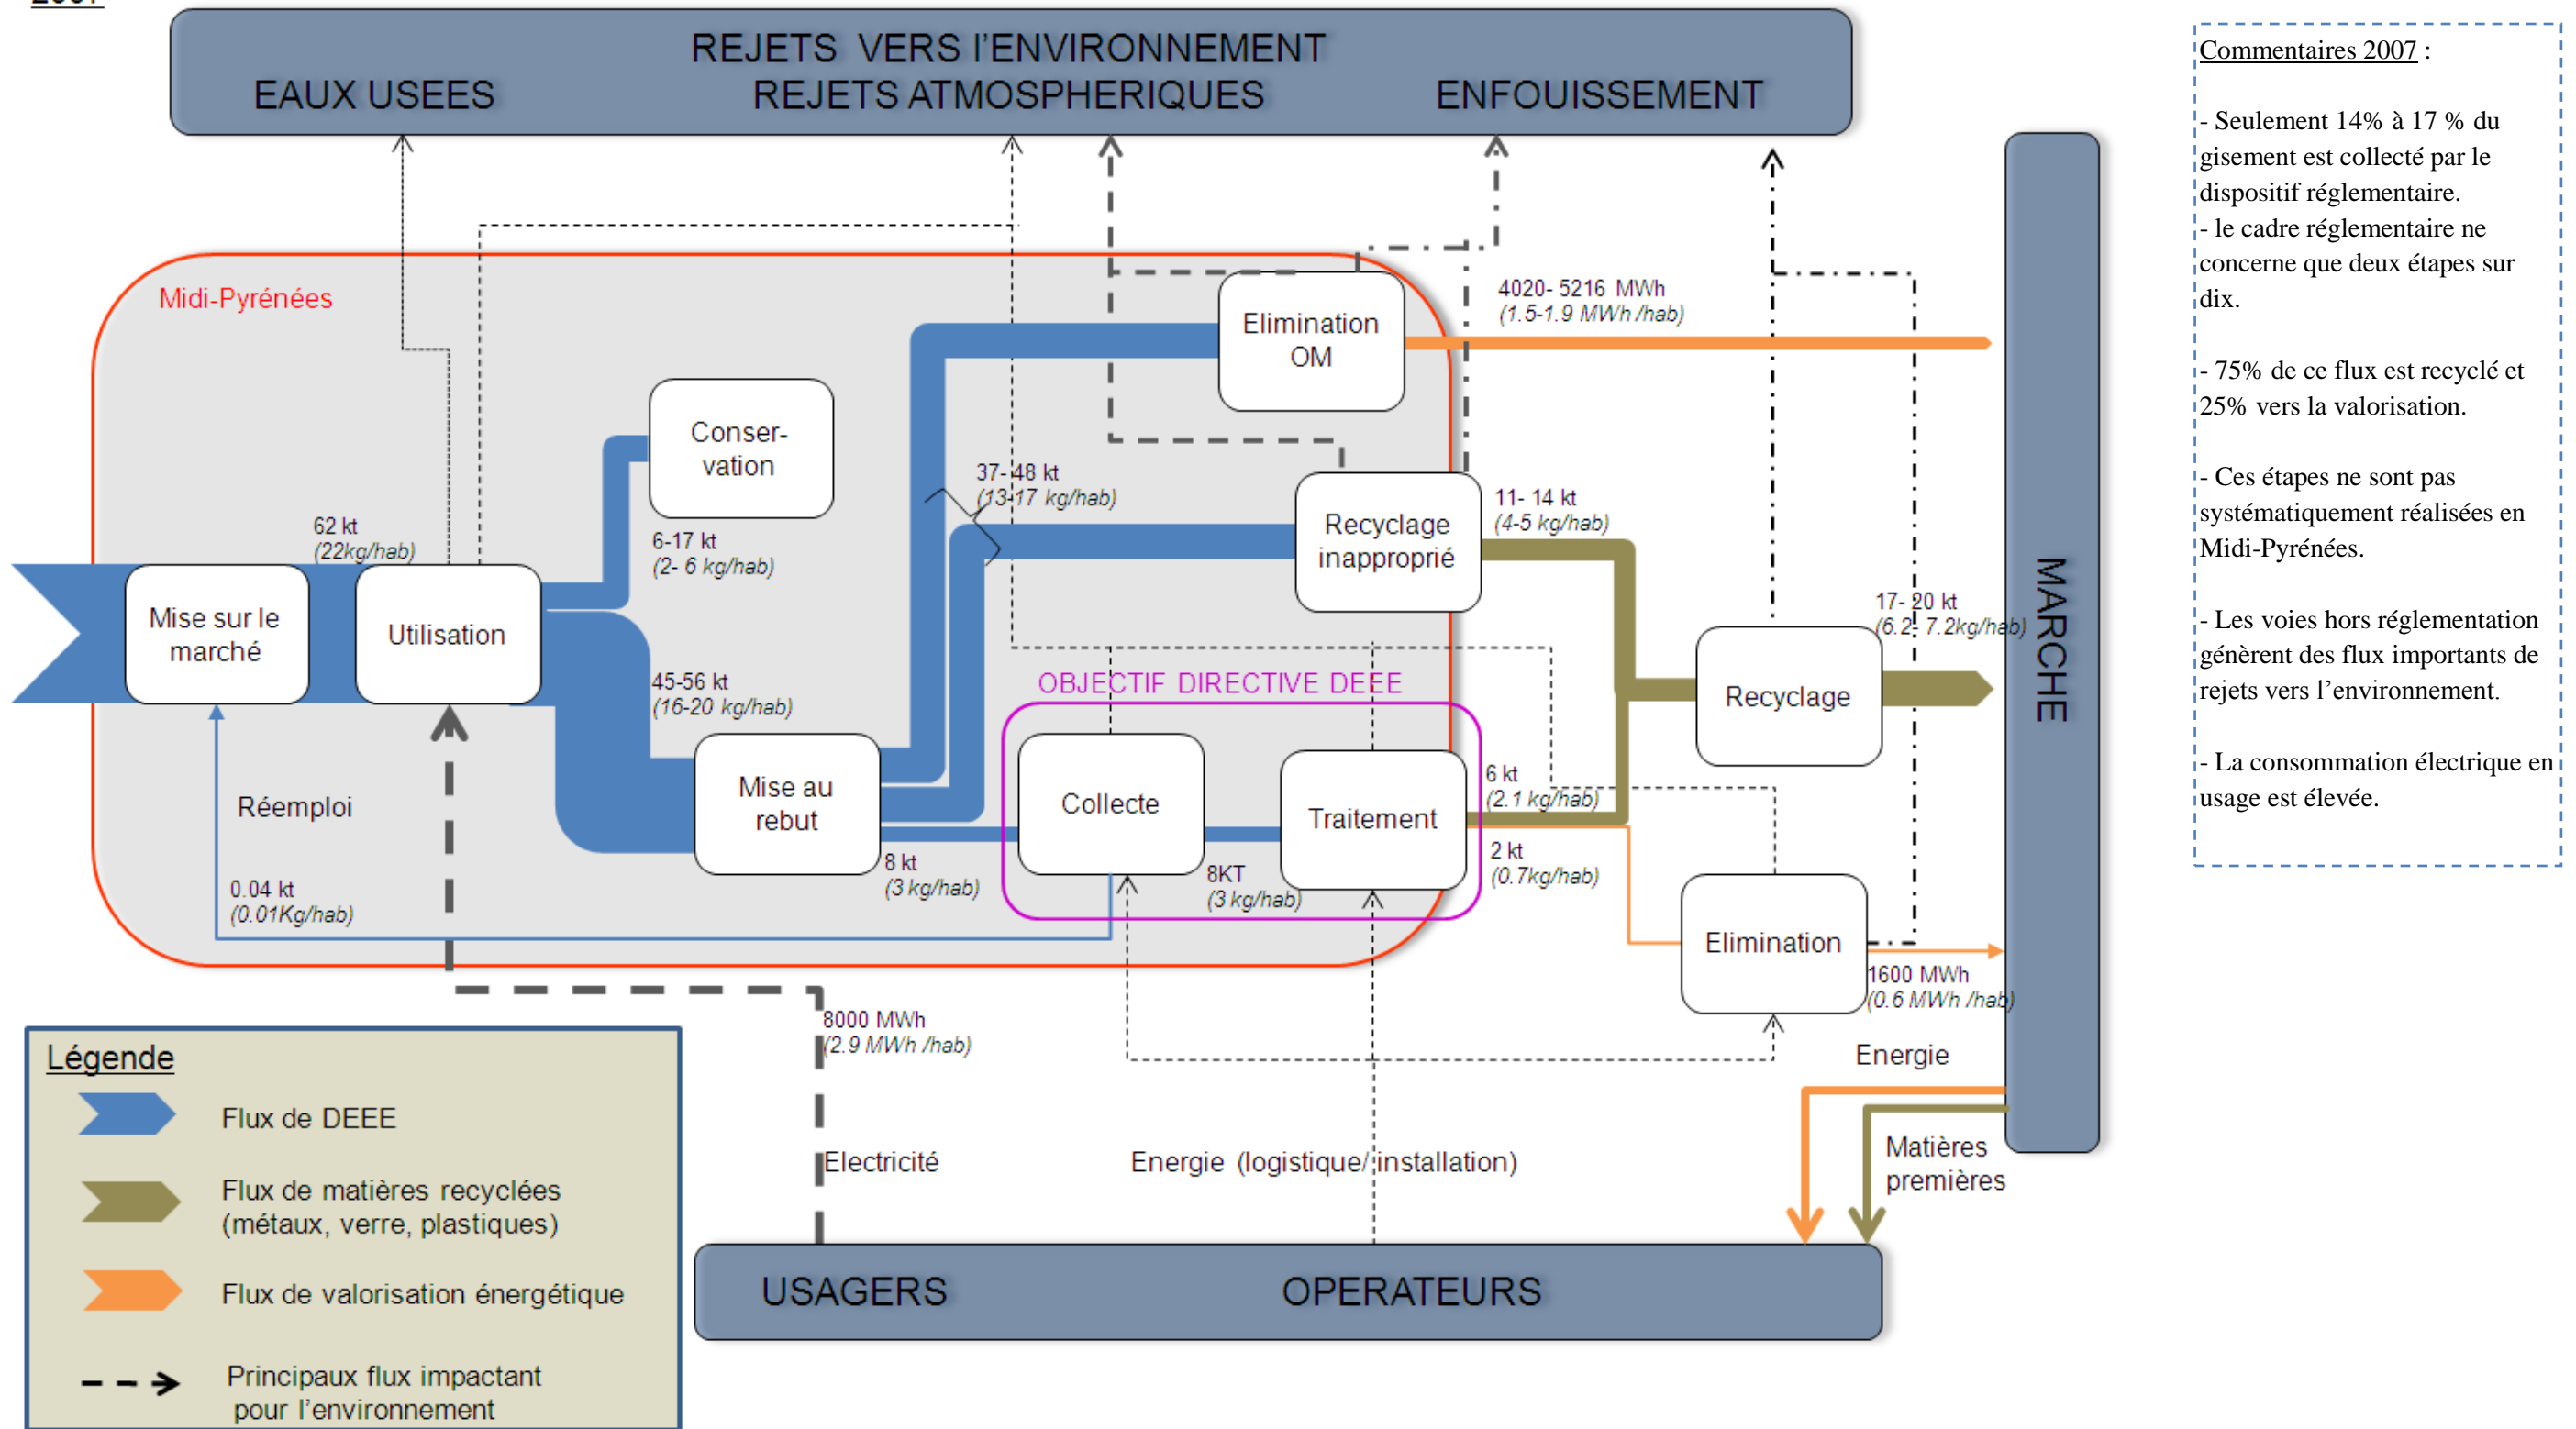 2007
REJETS VERS l'ENVIRONNEMENT
EAUX USEES
REJETS ATMOSPHERIQUES
ENFOUISSEMENT
Midi-Pyrénées
Elimination
OM
4020- 5216 MWh
(1.5-1.9 MWh /hab)
Conser-
vation
6-17 kt
(2- 6 kg/hab)
37- 48 kt
(13-17 kg/hab)
Recyclage
inapproprié
11- 14 kt
(4-5 kg/hab)
62 kt
(22kg/hab)
Mise sur le
marché
Utilisation
45-56 kt
(16-20 kg/hab)
OBJECTIF DIRECTIVE DEEE
17- 20 kt
(6.2- 7.2kg/hab)
Recyclage
MARCHE
Mise au
rebut
Collecte
Traitement
6 kt
(2.1 kg/hab)
8 kt
(3 kg/hab)
8KT
(3 kg/hab)
2 kt
(0.7kg/hab)
Réemploi
0.04 kt
(0.01Kg/hab)
Elimination
1600 MWh
(0.6 MWh /hab)
8000 MWh
(2.9 MWh /hab)
Energie
Electricité
Energie (logistique/ installation)
Matières
premières
USAGERS
OPERATEURS
Légende
Flux de DEEE
Flux de matières recyclées
(métaux, verre, plastiques)
Flux de valorisation énergétique
Principaux flux impactant
pour l'environnement
Commentaires 2007 :
- Seulement 14% à 17 % du
gisement est collecté par le
dispositif réglementaire.
- le cadre réglementaire ne
concerne que deux étapes sur
dix.
- 75% de ce flux est recyclé et
25% vers la valorisation.
- Ces étapes ne sont pas
systématiquement réalisées en
Midi-Pyrénées.
- Les voies hors réglementation
génèrent des flux importants de
rejets vers l’environnement.
- La consommation électrique en
usage est élevée.